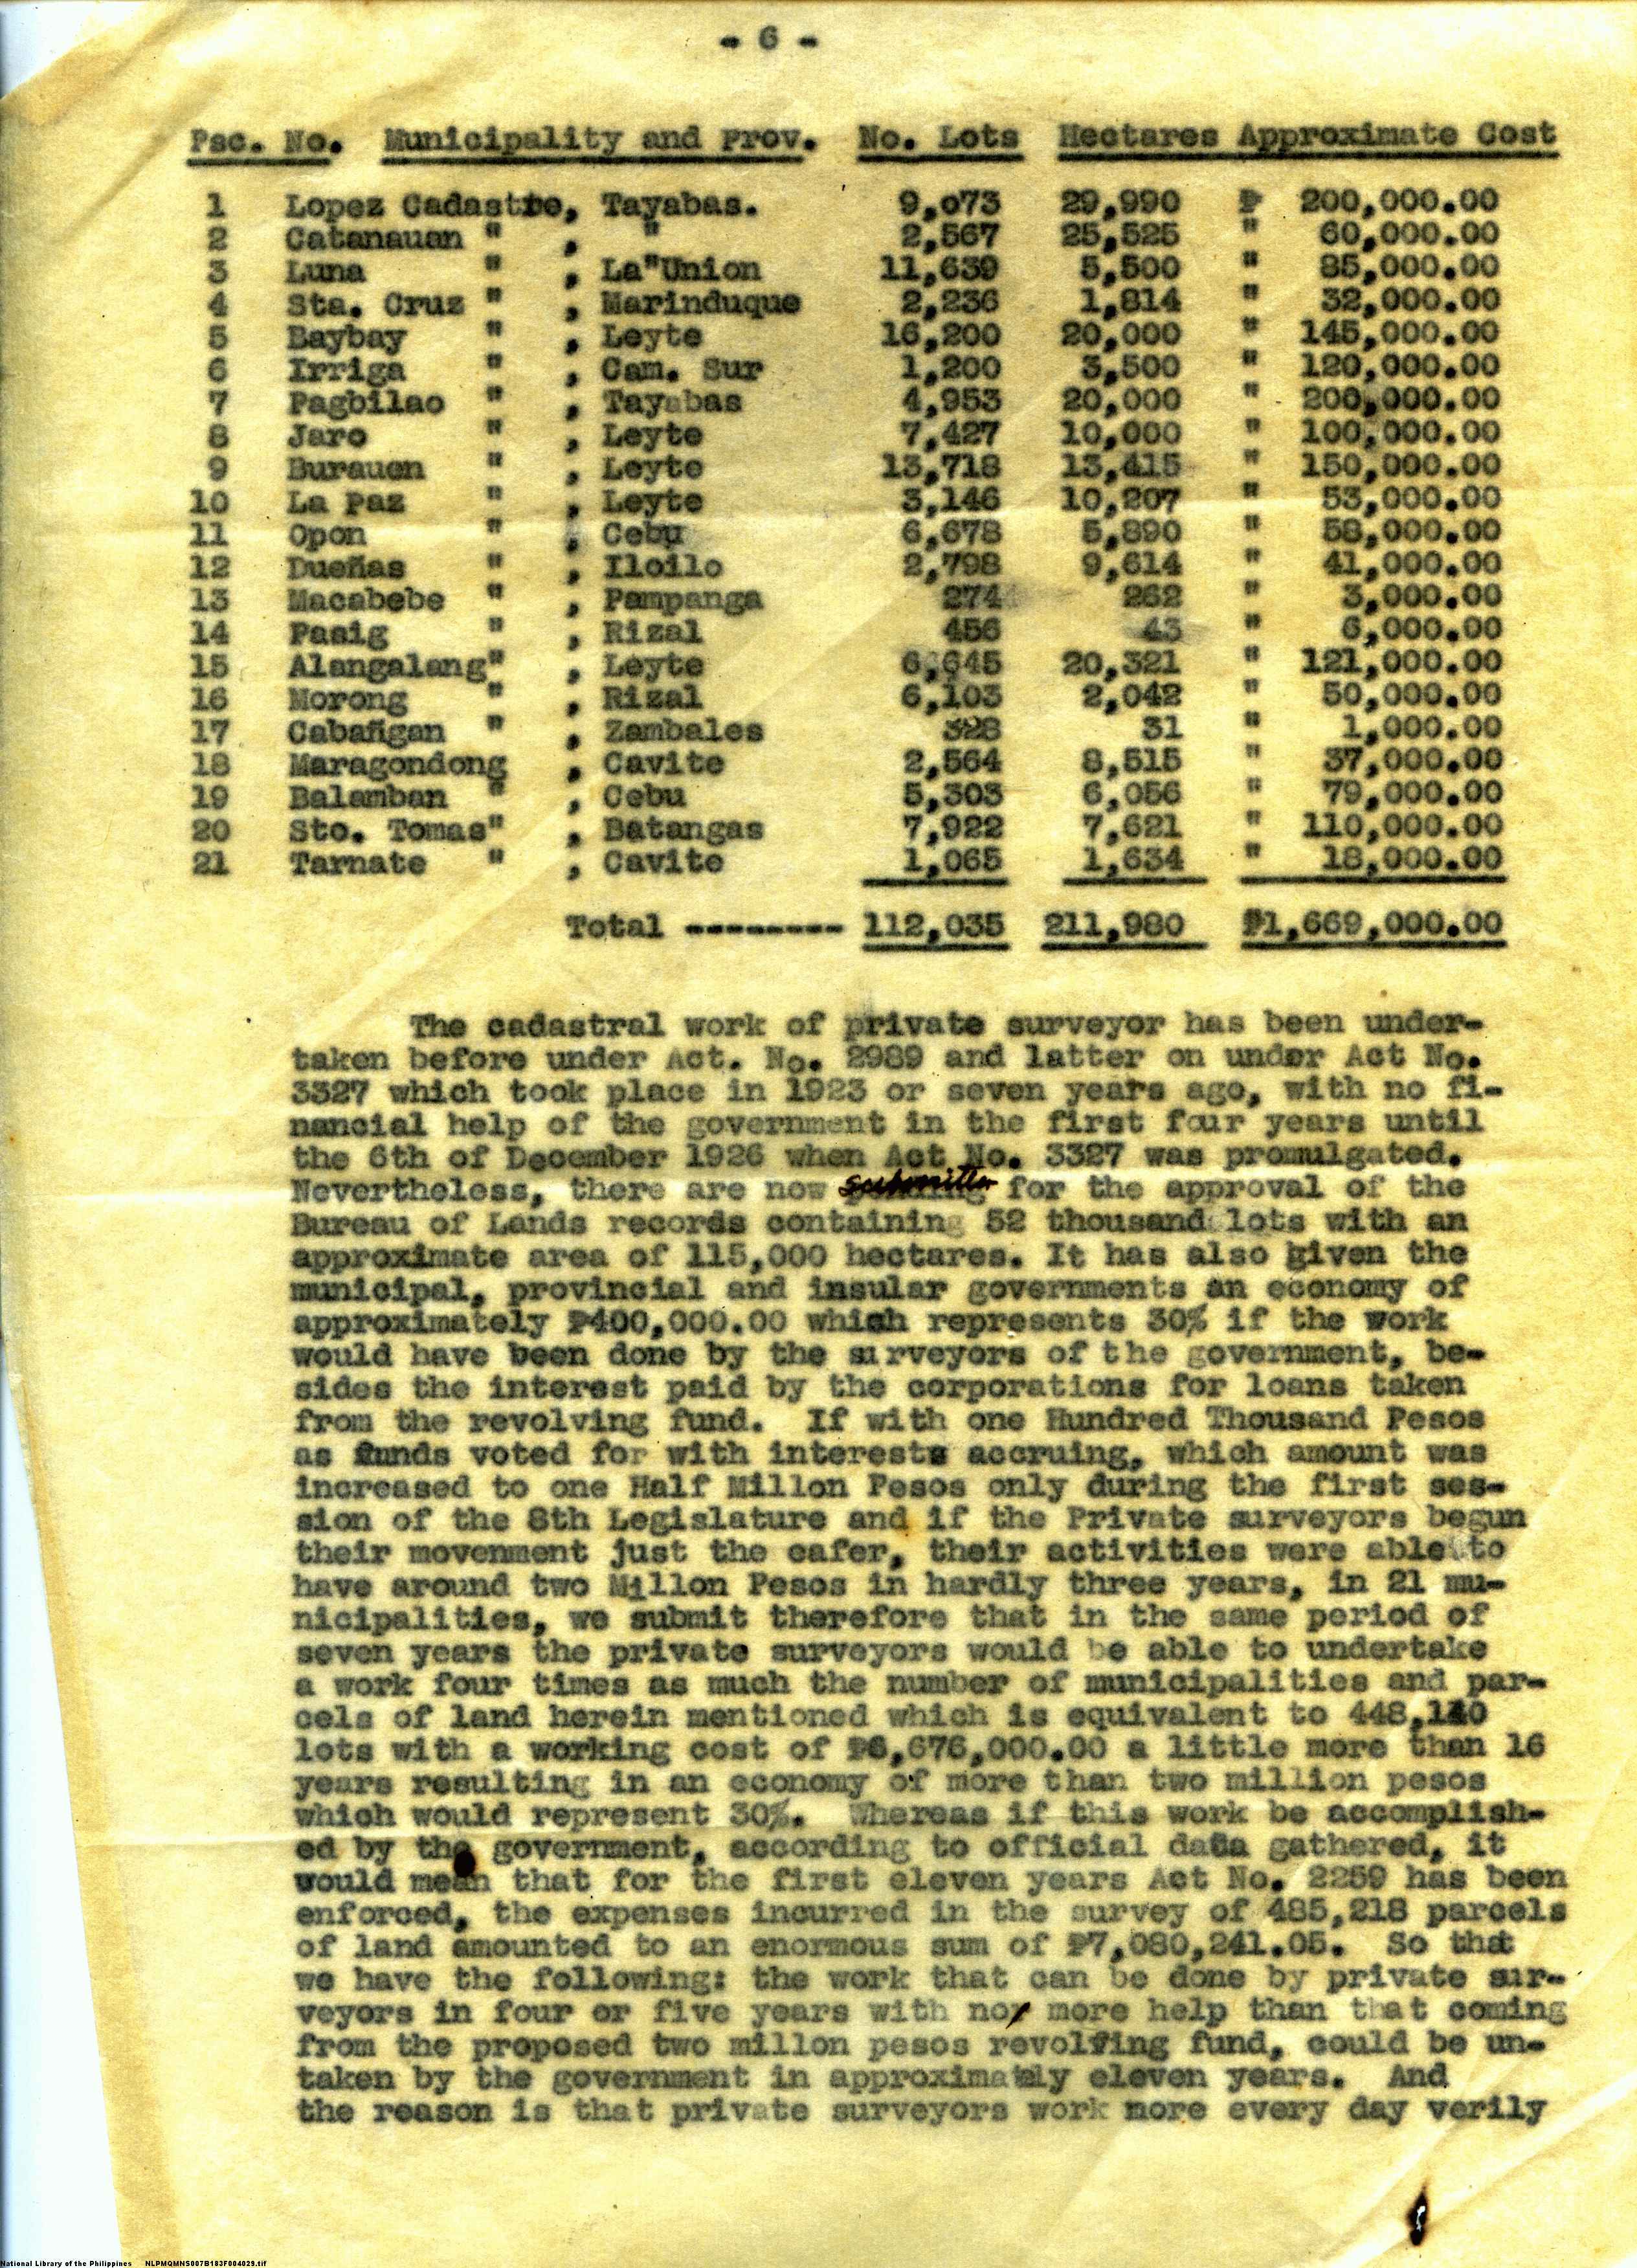 - 6 -
Psc. No. Municipality and Prov. No. Lots Hectares Approximate Cost
1 Lopez Cadastre, Tayabas. 9,073 29,990 ₱ 200,000.00
2 Catanauan " , " 2,567 25,525 " 60,000.00
3 Luna " , La"Union 11,639 5,500 " 85,000.00
4 Sta. Cruz " , Marinduque 2,236 1,814 " 32,000.00
5 Baybay " , Leyte 16,200 20,000 " 145,000.00
6 Irriga " , Cam. Sur 1,200 3,500 " 120,000.00
7 Pagbilao " , Tayabas 4,953 20,000 " 200,000.00
8 Jaro " , Leyte 7,427 10,000 " 100,000.00
9 Burauen " , Leyte 13,718 13,415 " 150,000.00
10 La Paz " , Leyte 3,146 10,207 " 53,000.00
11 Opon " , Cebu 6,678 5,890 " 58,000.00
12 Dueñas " , Iloilo 2,798 9,614 " 41,000.00
13 Macabebe " , Pampanga 274 262 " 3,000.00
14 Pasig " , Rizal 456 43 " 6,000.00
15 Alangalang" , Leyte 6,645 20,321 " 121,000.00
16 Morong " , Rizal 6,103 2,042 " 50,000.00
17 Cabañgan " , Zambales 328 31 " 1,000.00
18 Maragondong , Cavite 2,564 8,515 " 37,000.00
19 Balamban " , Cebu 5,303 6,056 " 79,000.00
20 Sto. Tomas" , Batangas 7,922 7,621 " 110,000.00
21 Tarnate " , Cavite 1,065 1,634 " 18,000.00
Total --------- 112,035 211,980 ₱1,669,000.00
The cadastral work of private surveyor has been under-
taken before under Act. No. 2989 and latter on under Act No.
3327 which took place in 1923 or seven years ago, with no fi-
nancial help of the government in the first four years until
the 6th of December 1926 when Act No. 3327 was promulgated.
Nevertheless, there are now submitted for the approval of the
Bureau of Lands records containing 52 thousand lots with an
approximate area of 115,000 hectares. It has also given the
municipal, provincial and insular governments an economy of
approximately ₱400,000.00 which represents 30% if the work
would have been done by the surveyors of the government, be-
sides the interest paid by the corporations for loans taken
from the revolving fund. If with one Hundred Thousand Pesos
as funds voted for with interests accruing, which amount was
increased to one Half Millon Pesos only during the first ses-
sion of the 8th Legislature and if the Private surveyors begun
their movenment just the eafer, their activities were able to
have around two Millon Pesos in hardly three years, in 21 mu-
nicipalities, we submit therefore that in the same period of
seven years the private surveyors would be able to undertake
a work four times as much the number of municipalities and par-
cels of land herein mentioned which is equivalent to 448,140
lots with a working cost of ₱6,676,000.00 a little more than 16
years resulting in an economy of more than two million pesos
which would represent 30%. Whereas if this work be accomplish-
ed by the government, according to official data gathered, it
would mean that for the first eleven years Act No. 2259 has been
enforced, the expenses incurred in the survey of 485,218 parcels
of land amounted to an enormous sum of ₱7,080,241.05. So that
we have the following: the work that can be done by private sur-
veyors in four or five years with no more help than that coming
from the proposed two millon pesos revolving fund, could be un-
taken by the government in approximately eleven years. And
the reason is that private surveyors work more every day verily
National Library of the Philippines NLPMQMNS007B183F004029.tif